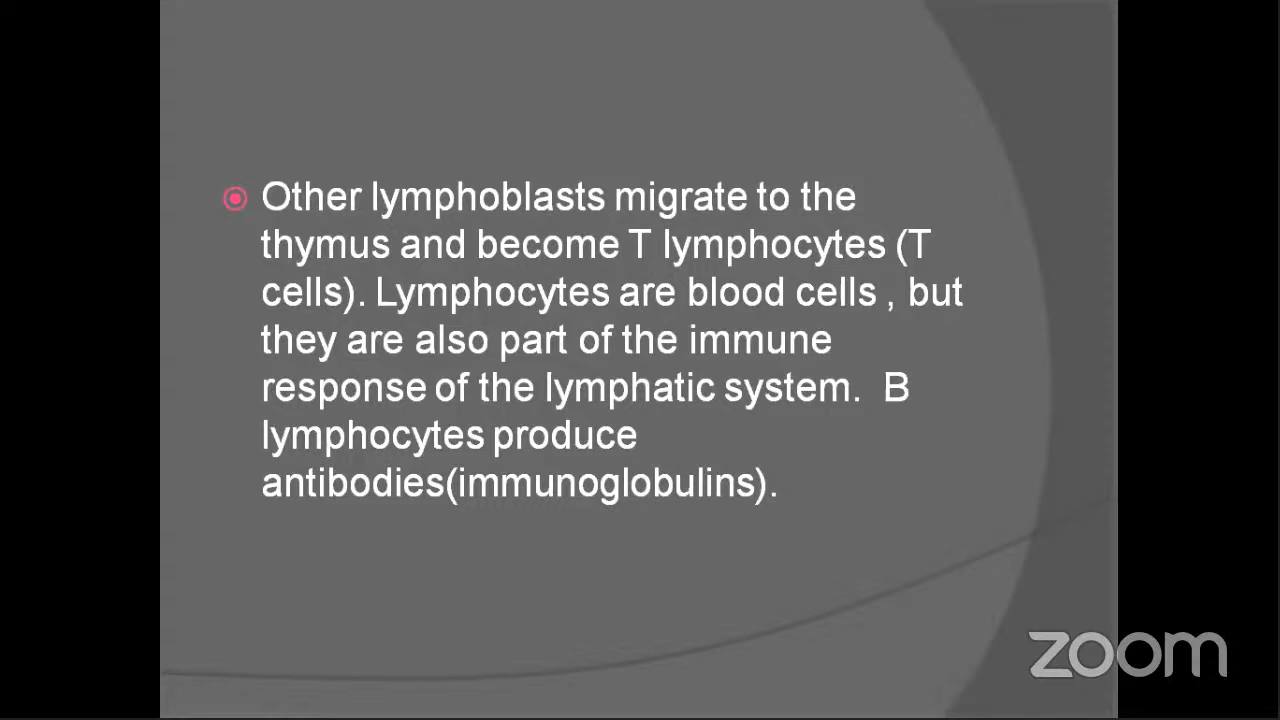 Other lymphoblasts migrate to the
thymus and become T lymphocytes (T
cells). Lymphocytes are blood cells , but
they are also part of the immune
response of the lymphatic system.  B
lymphocytes produce
antibodies(immunoglobulins).
zoom